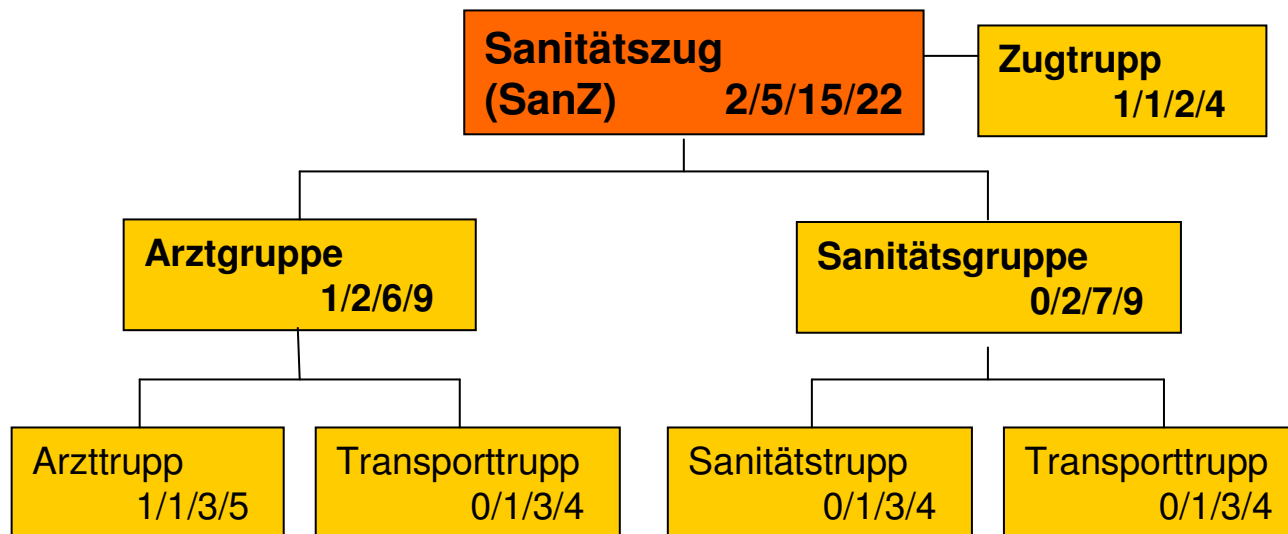 Sanitätszug
(SanZ) 2/5/15/22
Zugtrupp
1/1/2/4
Arztgruppe
1/2/6/9
Sanitätsgruppe
0/2/7/9
Arzttrupp
1/1/3/5
Transporttrupp
0/1/3/4
Sanitätstrupp
0/1/3/4
Transporttrupp
0/1/3/4